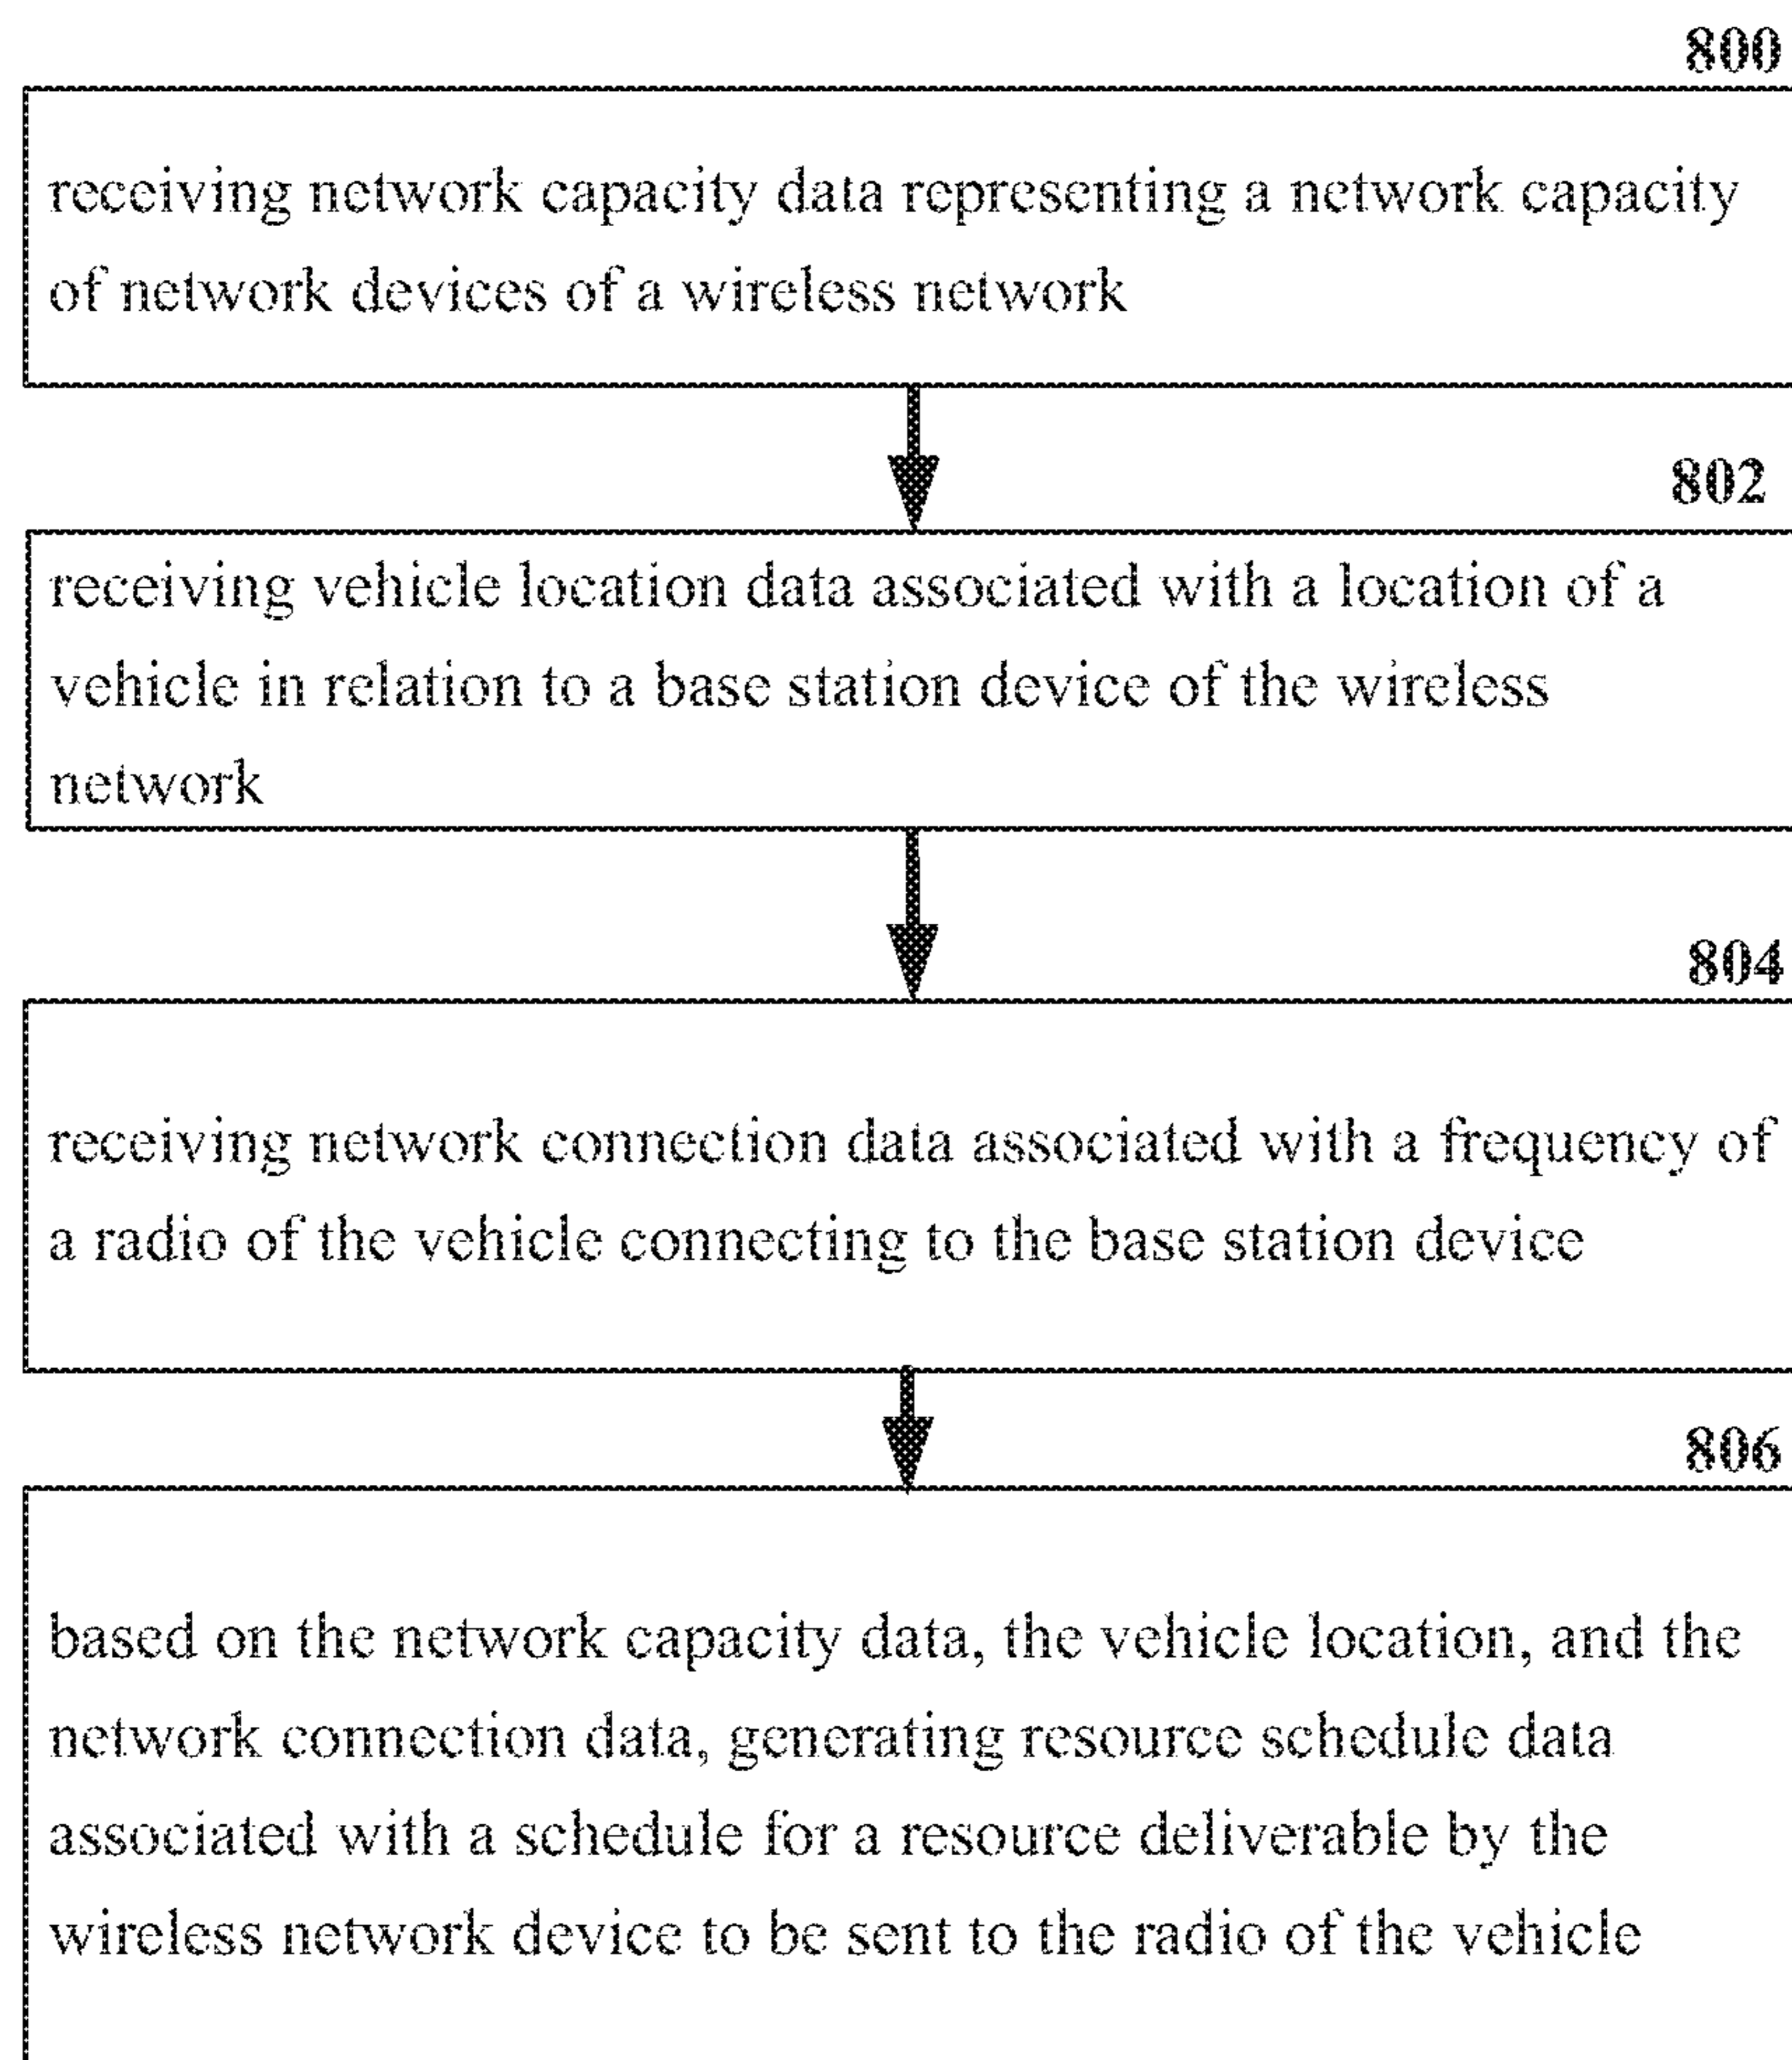 800
receiving network capacity data representing a network capacity
of network devices of a wireless network
802
receiving vehicle location data associated with a location of a
vehicle in relation to a base station device of the wireless
network
804
receiving network connection data associated with a frequency of
a radio of the vehicle connecting to the base station device
806
based on the network capacity data, the vehicle location, and the
network connection data, generating resource schedule data
associated with a schedule for a resource deliverable by the
wireless network device to be sent to the radio of the vehicle